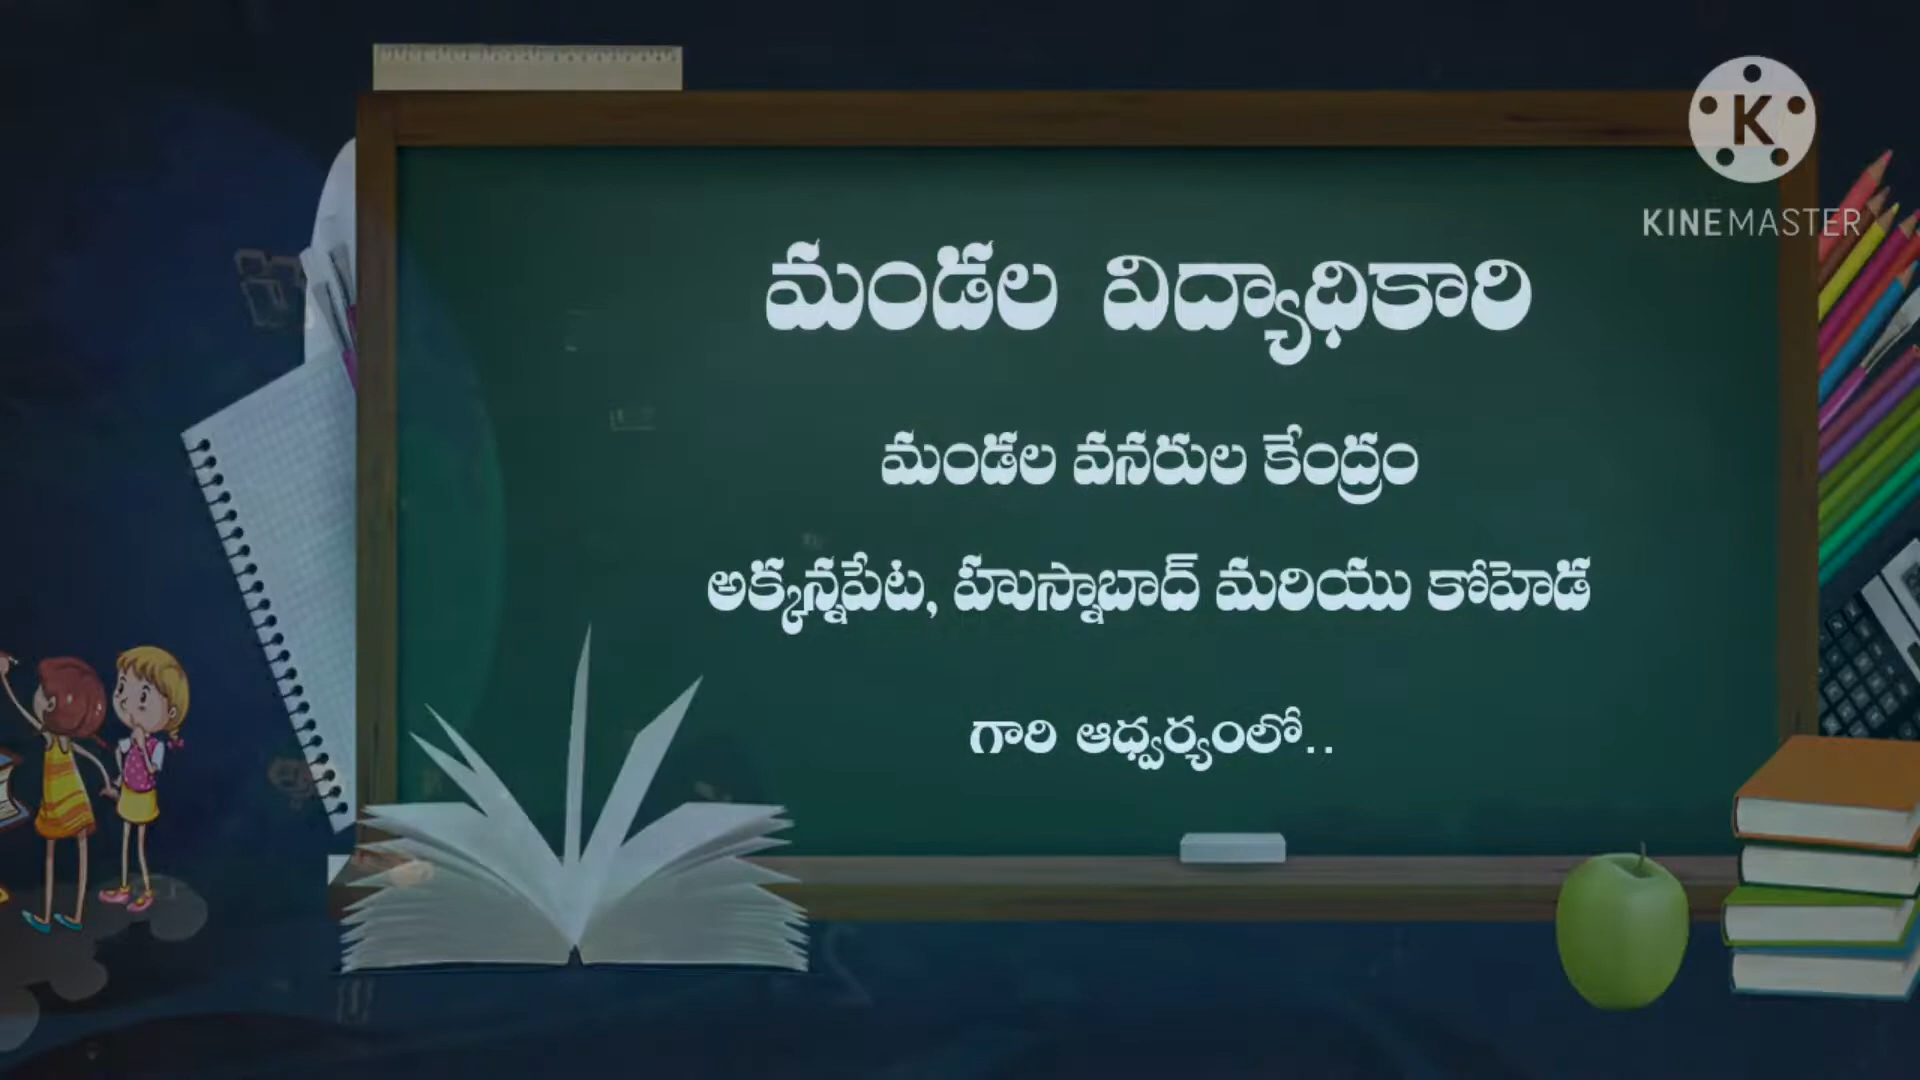 మండల విద్యాధికారి
మండల వనరుల కేంద్రం
అక్కన్నపేట, హుస్నాబాద్ మరియు కోహెడ
గారి ఆధ్వర్యంలో..
K
KINEMASTER